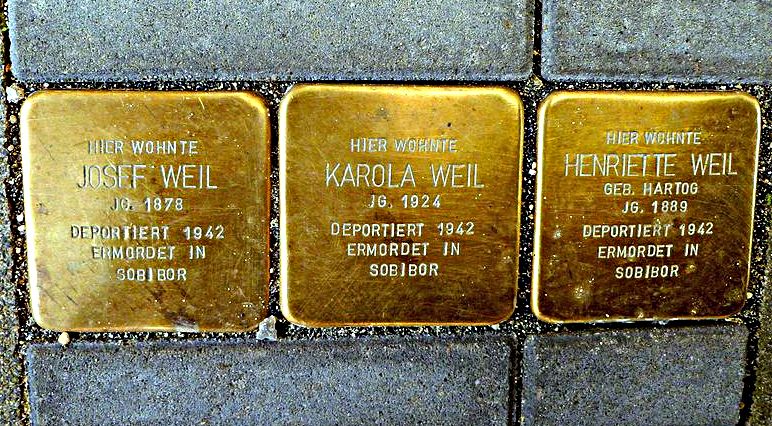 HIER WOHNTE
JOSEF WEIL
JG. 1878
DEPORTIERT 1942
ERMORDET IN
SOBIBOR
HIER WOHNTE
KAROLA WEIL
JG. 1924
DEPORTIERT 1942
ERMORDET IN
SOBIBOR
HIER WOHNTE
HENRIETTE WEIL
GEB. HARTOG
JG. 1889
DEPORTIERT 1942
ERMORDET IN
SOBIBOR